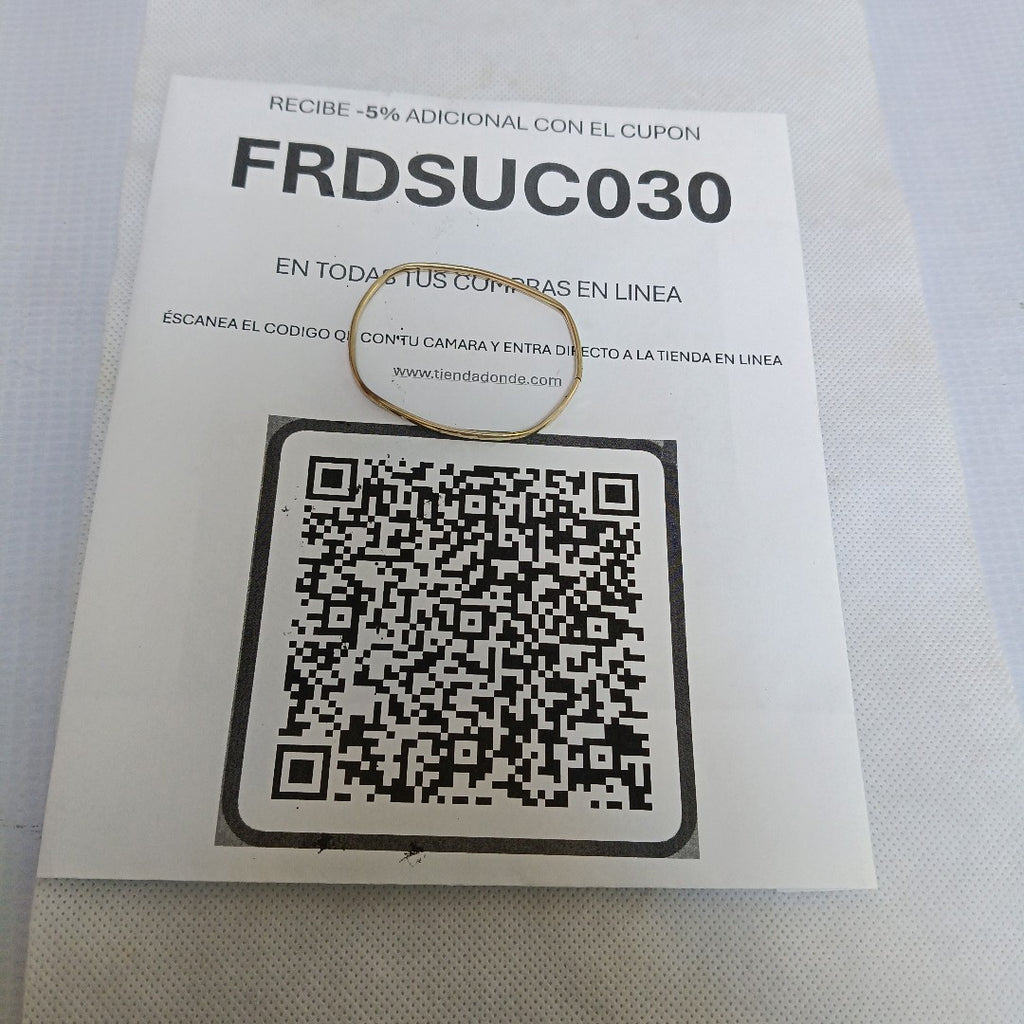 RECIBE -5% ADICIONAL CON EL CUPON
FRDSUC030
EN TODAS TUS COMPRAS EN LINEA
ÉSCANEA EL CODIGO QR CON TU CAMARA Y ENTRA DIRECTO A LA TIENDA EN LINEA
www.tiendadonde.com